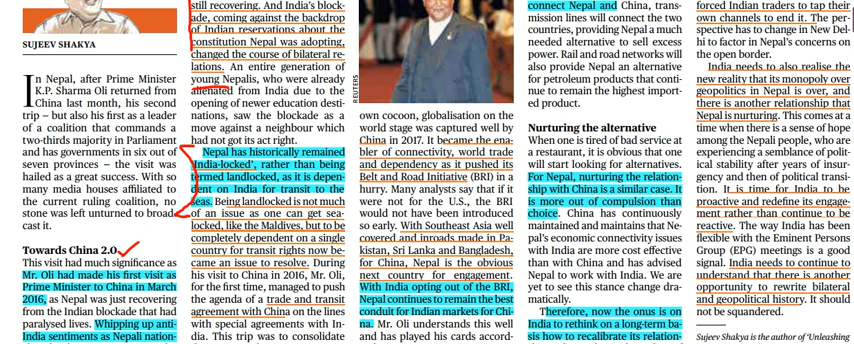 SUJEEV SHAKYA
In Nepal, after Prime Minister
K.P. Sharma Oli returned from
China last month, his second
trip – but also his first as a leader
of a coalition that commands a
two-thirds majority in Parliament
and has governments in six out of
seven provinces – the visit was
hailed as a great success. With so
many media houses affiliated to
the current ruling coalition, no
stone was left unturned to broad-
cast it.
Towards China 2.0
This visit had much significance as
Mr. Oli had made his first visit as
Prime Minister to China in March
2016, as Nepal was just recovering
from the Indian blockade that had
paralysed lives. Whipping up anti-
India sentiments as Nepali nation-
still recovering. And India's block-
ade, coming against the backdrop
of Indian reservations about the
constitution Nepal was adopting,
changed the course of bilateral re-
lations. An entire generation of
young Nepalis, who were already
alienated from India due to the
opening of newer education desti-
nations, saw the blockade as a
move against a neighbour which
had not got its act right.
Nepal has historically remained
'India-locked', rather than being
termed landlocked, as it is depen-
dent on India for transit to the
seas. Being landlocked is not much
of an issue as one can get sea-
locked, like the Maldives, but to be
completely dependent on a single
country for transit rights now be-
came an issue to resolve. During
his visit to China in 2016, Mr. Oli,
for the first time, managed to push
the agenda of a trade and transit
agreement with China on the lines
with special agreements with In-
dia. This trip was to consolidate
REUTERS
own cocoon, globalisation on the
world stage was captured well by
China in 2017. It became the ena-
bler of connectivity, world trade
and dependency as it pushed its
Belt and Road Initiative (BRI) in a
hurry. Many analysts say that if it
were not for the U.S., the BRI
would not have been introduced
so early. With Southeast Asia well
covered and inroads made in Pa-
kistan, Sri Lanka and Bangladesh,
for China, Nepal is the obvious
next country for engagement.
With India opting out of the BRI,
Nepal continues to remain the best
conduit for Indian markets for Chi-
na. Mr. Oli understands this well
and has played his cards accord-
connect Nepal and China, trans-
mission lines will connect the two
countries, providing Nepal a much
needed alternative to sell excess
power. Rail and road networks will
also provide Nepal an alternative
for petroleum products that conti-
nue to remain the highest import-
ed product.
Nurturing the alternative
When one is tired of bad service at
a restaurant, it is obvious that one
will start looking for alternatives.
For Nepal, nurturing the relation-
ship with China is a similar case. It
is more out of compulsion than
choice. China has continuously
maintained and maintains that Ne-
pal's economic connectivity issues
with India are more cost effective
than with China and has advised
Nepal to work with India. We are
yet to see this stance change dra-
matically.
Therefore, now the onus is on
India to rethink on a long-term ba-
sis how to recalibrate its relation-
forced Indian traders to tap their
own channels to end it. The per-
spective has to change in New Del-
hi to factor in Nepal's concerns on
the open border.
India needs to also realise the
new reality that its monopoly over
geopolitics in Nepal is over, and
there is another relationship that
Nepal is nurturing. This comes at a
time when there is a sense of hope
among the Nepali people, who are
experiencing a semblance of polit-
ical stability after years of insur-
gency and then of political transi-
tion. It is time for India to be
proactive and redefine its engage-
ment rather than continue to be
reactive. The way India has been
flexible with the Eminent Persons
Group (EPG) meetings is a good
signal. India needs to continue to
understand that there is another
opportunity to rewrite bilateral
and geopolitical history. It should
not be squandered.
Sujeev Shakya is the author of 'Unleashing